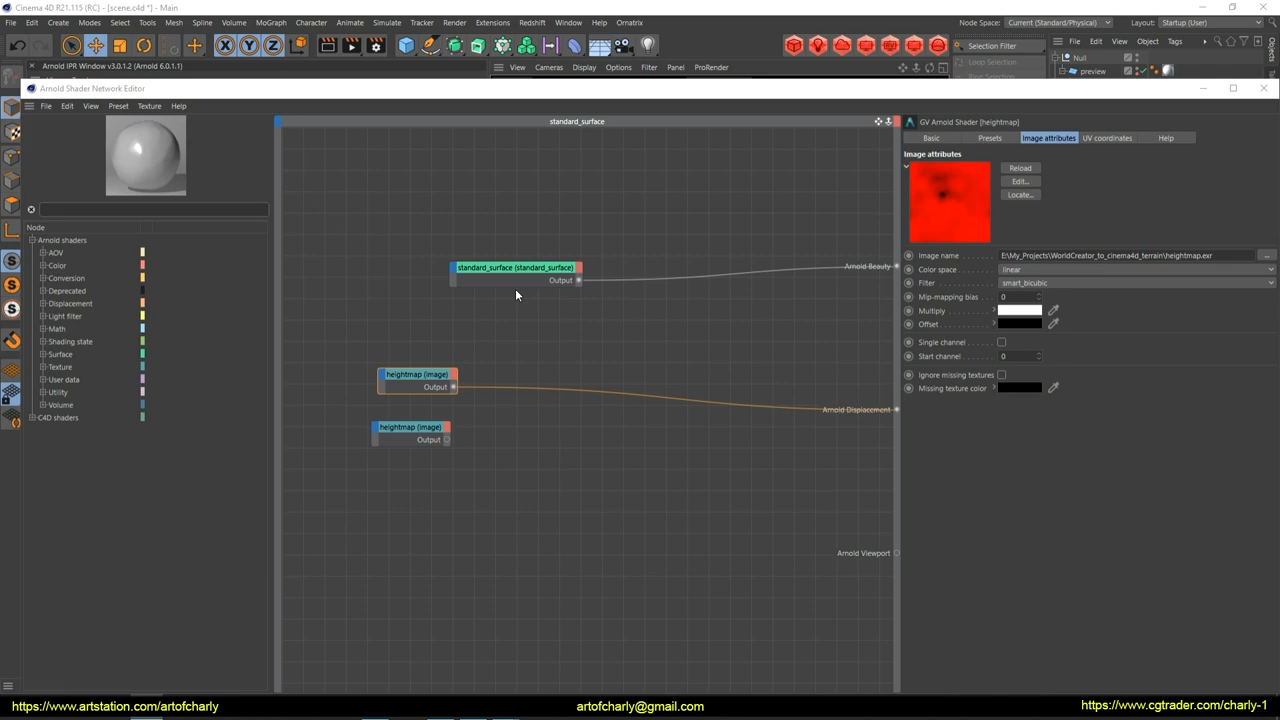 Cinema 4D R21.115 (RC) - [scene.c4d *] - Main
File Edit Create Modes Select Tools Mesh Spline Volume MoGraph Character Animate Simulate Tracker Render Extensions Redshift Window Help Ornatrix
Node Space: Current (Standard/Physical) Layout: Startup (User)
X Y Z
Selection Filter
File Edit View Object Tags
Arnold IPR Window v3.0.1.2 (Arnold 6.0.1.1)
View Cameras Display Options Filter Panel ProRender
Loop Selection
Null
preview
Objects
Arnold Shader Network Editor
File Edit View Preset Texture Help
standard_surface
GV Arnold Shader [heightmap]
Basic Presets Image attributes UV coordinates Help
Image attributes
Reload
Edit...
Locate...
Node
Arnold shaders
AOV
Color
Conversion
Deprecated
Displacement
Light filter
Math
Shading state
Surface
Texture
User data
Utility
Volume
C4D shaders
standard_surface (standard_surface)
Output
heightmap (image)
Output
heightmap (image)
Output
Arnold Beauty
Arnold Displacement
Arnold Viewport
Image name E:\My_Projects\WorldCreator_to_cinema4d_terrain\heightmap.exr ...
Color space linear
Filter smart_bicubic
Mip-mapping bias 0
Multiply
Offset
Single channel
Start channel 0
Ignore missing textures
Missing texture color
https://www.artstation.com/artofcharly
artofcharly@gmail.com
https://www.cgtrader.com/charly-1